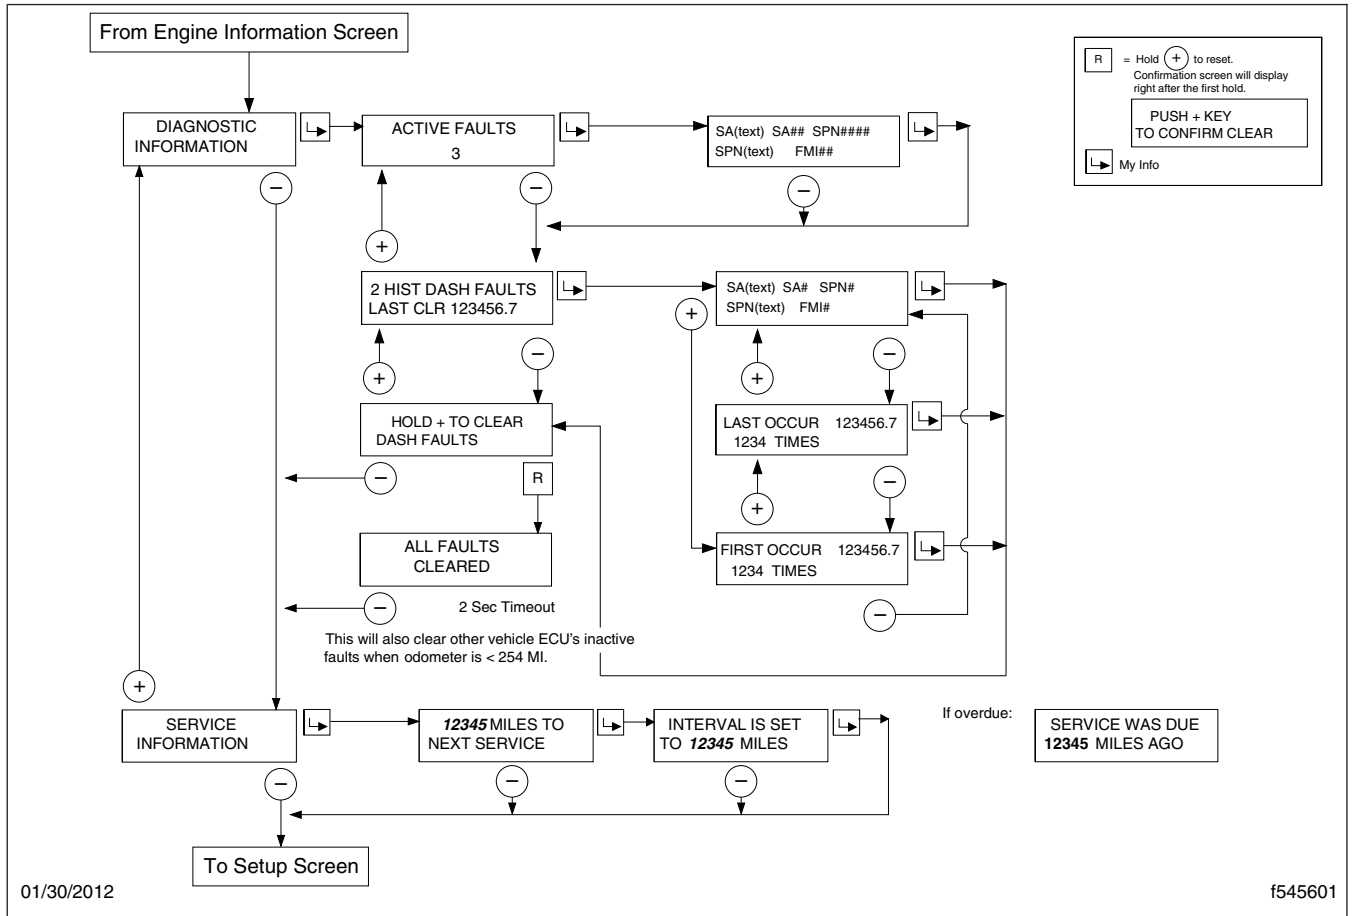 From Engine Information Screen
R = Hold + to reset.
Confirmation screen will display
right after the first hold.
PUSH + KEY
TO CONFIRM CLEAR
My Info
DIAGNOSTIC
INFORMATION
ACTIVE FAULTS
3
SA(text) SA## SPN####
SPN(text) FMI##
−
−
−
+
2 HIST DASH FAULTS
LAST CLR 123456.7
SA(text) SA# SPN#
SPN(text) FMI#
+
−
−
+
+
HOLD + TO CLEAR
DASH FAULTS
LAST OCCUR 123456.7
1234 TIMES
−
R
−
+
ALL FAULTS
CLEARED
FIRST OCCUR 123456.7
1234 TIMES
−
2 Sec Timeout
−
This will also clear other vehicle ECU's inactive
faults when odometer is < 254 MI.
+
SERVICE
INFORMATION
12345 MILES TO
NEXT SERVICE
INTERVAL IS SET
TO 12345 MILES
If overdue:
SERVICE WAS DUE
12345 MILES AGO
−
−
−
To Setup Screen
01/30/2012
f545601